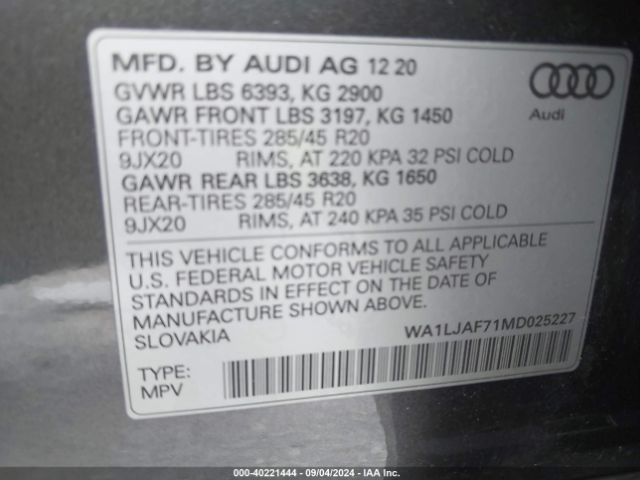 MFD. BY AUDI AG 12 20
GVWR LBS 6393, KG 2900
GAWR FRONT LBS 3197, KG 1450
FRONT-TIRES 285/45 R20
9JX20 RIMS, AT 220 KPA 32 PSI COLD
GAWR REAR LBS 3638, KG 1650
REAR-TIRES 285/45 R20
9JX20 RIMS, AT 240 KPA 35 PSI COLD
Audi
THIS VEHICLE CONFORMS TO ALL APPLICABLE
U.S. FEDERAL MOTOR VEHICLE SAFETY
STANDARDS IN EFFECT ON THE DATE OF
MANUFACTURE SHOWN ABOVE.
SLOVAKIA
WA1LJAF71MD025227
TYPE:
MPV
000-40221444 - 09/04/2024 - IAA Inc.